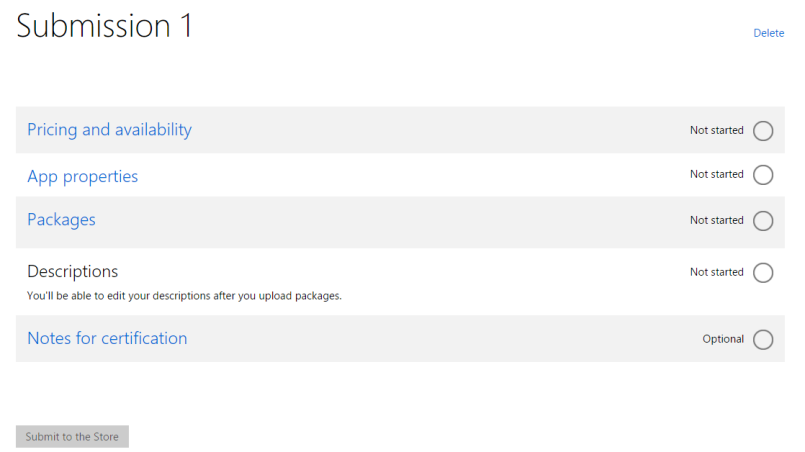 Submission 1
Delete
Pricing and availability
Not started
App properties
Not started
Packages
Not started
Descriptions
Not started
You'll be able to edit your descriptions after you upload packages.
Notes for certification
Optional
Submit to the Store